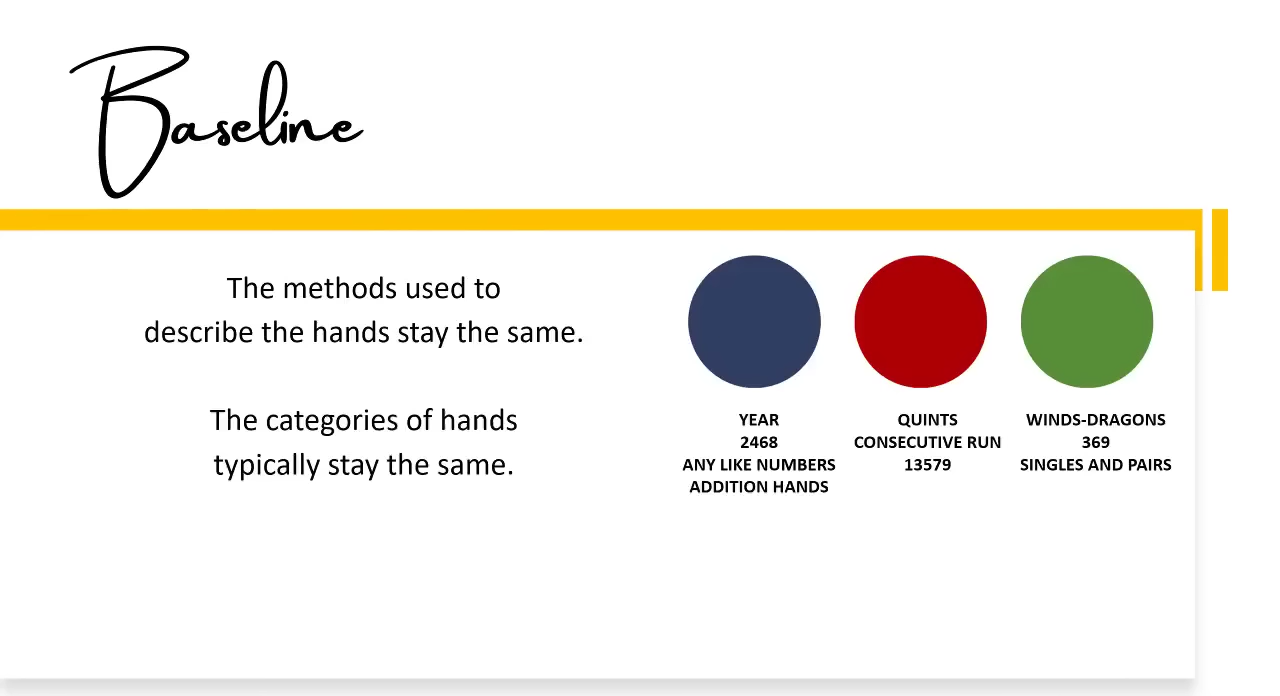 Baseline
The methods used to
describe the hands stay the same.
The categories of hands
typically stay the same.
YEAR
2468
ANY LIKE NUMBERS
ADDITION HANDS
QUINTS
CONSECUTIVE RUN
13579
WINDS-DRAGONS
369
SINGLES AND PAIRS